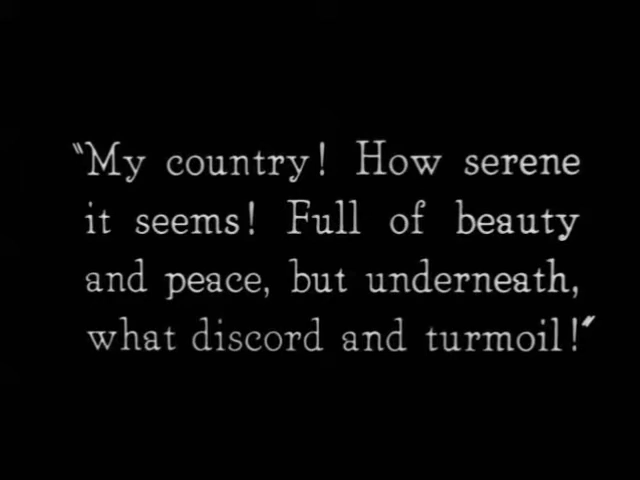 "My country! How serene
it seems! Full of beauty
and peace, but underneath,
what discord and turmoil!"